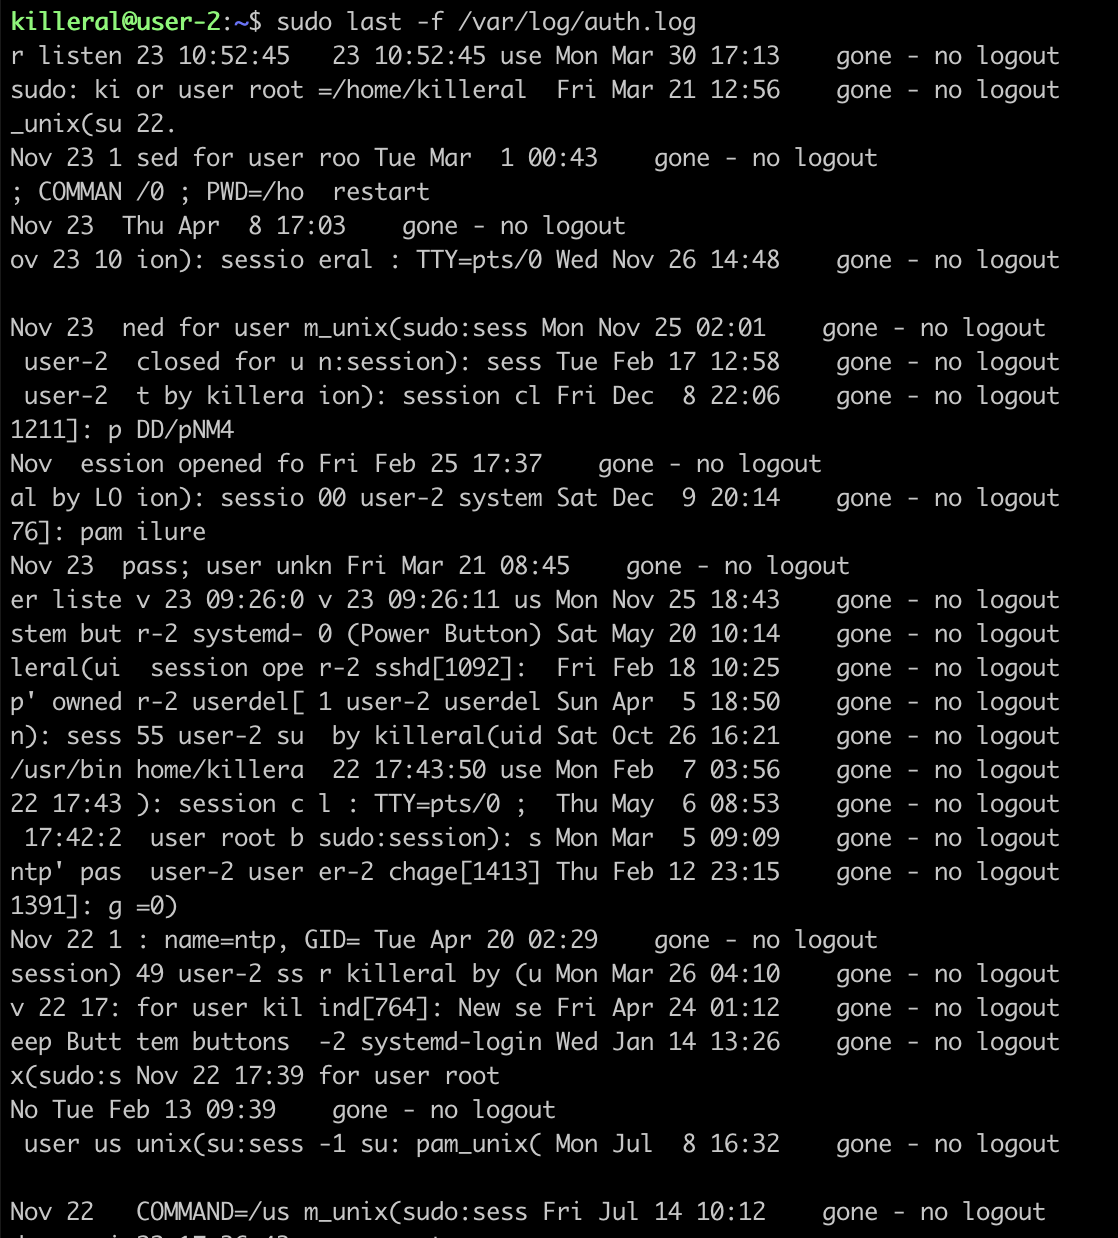 killeral@user-2:~$ sudo last -f /var/log/auth.log
r listen 23 10:52:45   23 10:52:45 use Mon Mar 30 17:13    gone - no logout
sudo: ki or user root =/home/killeral  Fri Mar 21 12:56    gone - no logout
_unix(su 22.
Nov 23 1 sed for user roo Tue Mar  1 00:43    gone - no logout
; COMMAN /0 ; PWD=/ho  restart
Nov 23  Thu Apr  8 17:03    gone - no logout
ov 23 10 ion): sessio eral : TTY=pts/0 Wed Nov 26 14:48    gone - no logout
Nov 23  ned for user m_unix(sudo:sess Mon Nov 25 02:01    gone - no logout
 user-2  closed for u n:session): sess Tue Feb 17 12:58    gone - no logout
 user-2  t by killera ion): session cl Fri Dec  8 22:06    gone - no logout
1211]: p DD/pNM4
Nov  ession opened fo Fri Feb 25 17:37    gone - no logout
al by LO ion): sessio 00 user-2 system Sat Dec  9 20:14    gone - no logout
76]: pam ilure
Nov 23  pass; user unkn Fri Mar 21 08:45    gone - no logout
er liste v 23 09:26:0 v 23 09:26:11 us Mon Nov 25 18:43    gone - no logout
stem but r-2 systemd- 0 (Power Button) Sat May 20 10:14    gone - no logout
leral(ui  session ope r-2 sshd[1092]:  Fri Feb 18 10:25    gone - no logout
p' owned r-2 userdel[ 1 user-2 userdel Sun Apr  5 18:50    gone - no logout
n): sess 55 user-2 su  by killeral(uid Sat Oct 26 16:21    gone - no logout
/usr/bin home/killera  22 17:43:50 use Mon Feb  7 03:56    gone - no logout
22 17:43 ): session c l : TTY=pts/0 ;  Thu May  6 08:53    gone - no logout
 17:42:2  user root b sudo:session): s Mon Mar  5 09:09    gone - no logout
ntp' pas  user-2 user er-2 chage[1413] Thu Feb 12 23:15    gone - no logout
1391]: g =0)
Nov 22 1 : name=ntp, GID= Tue Apr 20 02:29    gone - no logout
session) 49 user-2 ss r killeral by (u Mon Mar 26 04:10    gone - no logout
v 22 17: for user kil ind[764]: New se Fri Apr 24 01:12    gone - no logout
eep Butt tem buttons  -2 systemd-login Wed Jan 14 13:26    gone - no logout
x(sudo:s Nov 22 17:39 for user root
No Tue Feb 13 09:39    gone - no logout
 user us unix(su:sess -1 su: pam_unix( Mon Jul  8 16:32    gone - no logout
Nov 22   COMMAND=/us m_unix(sudo:sess Fri Jul 14 10:12    gone - no logout